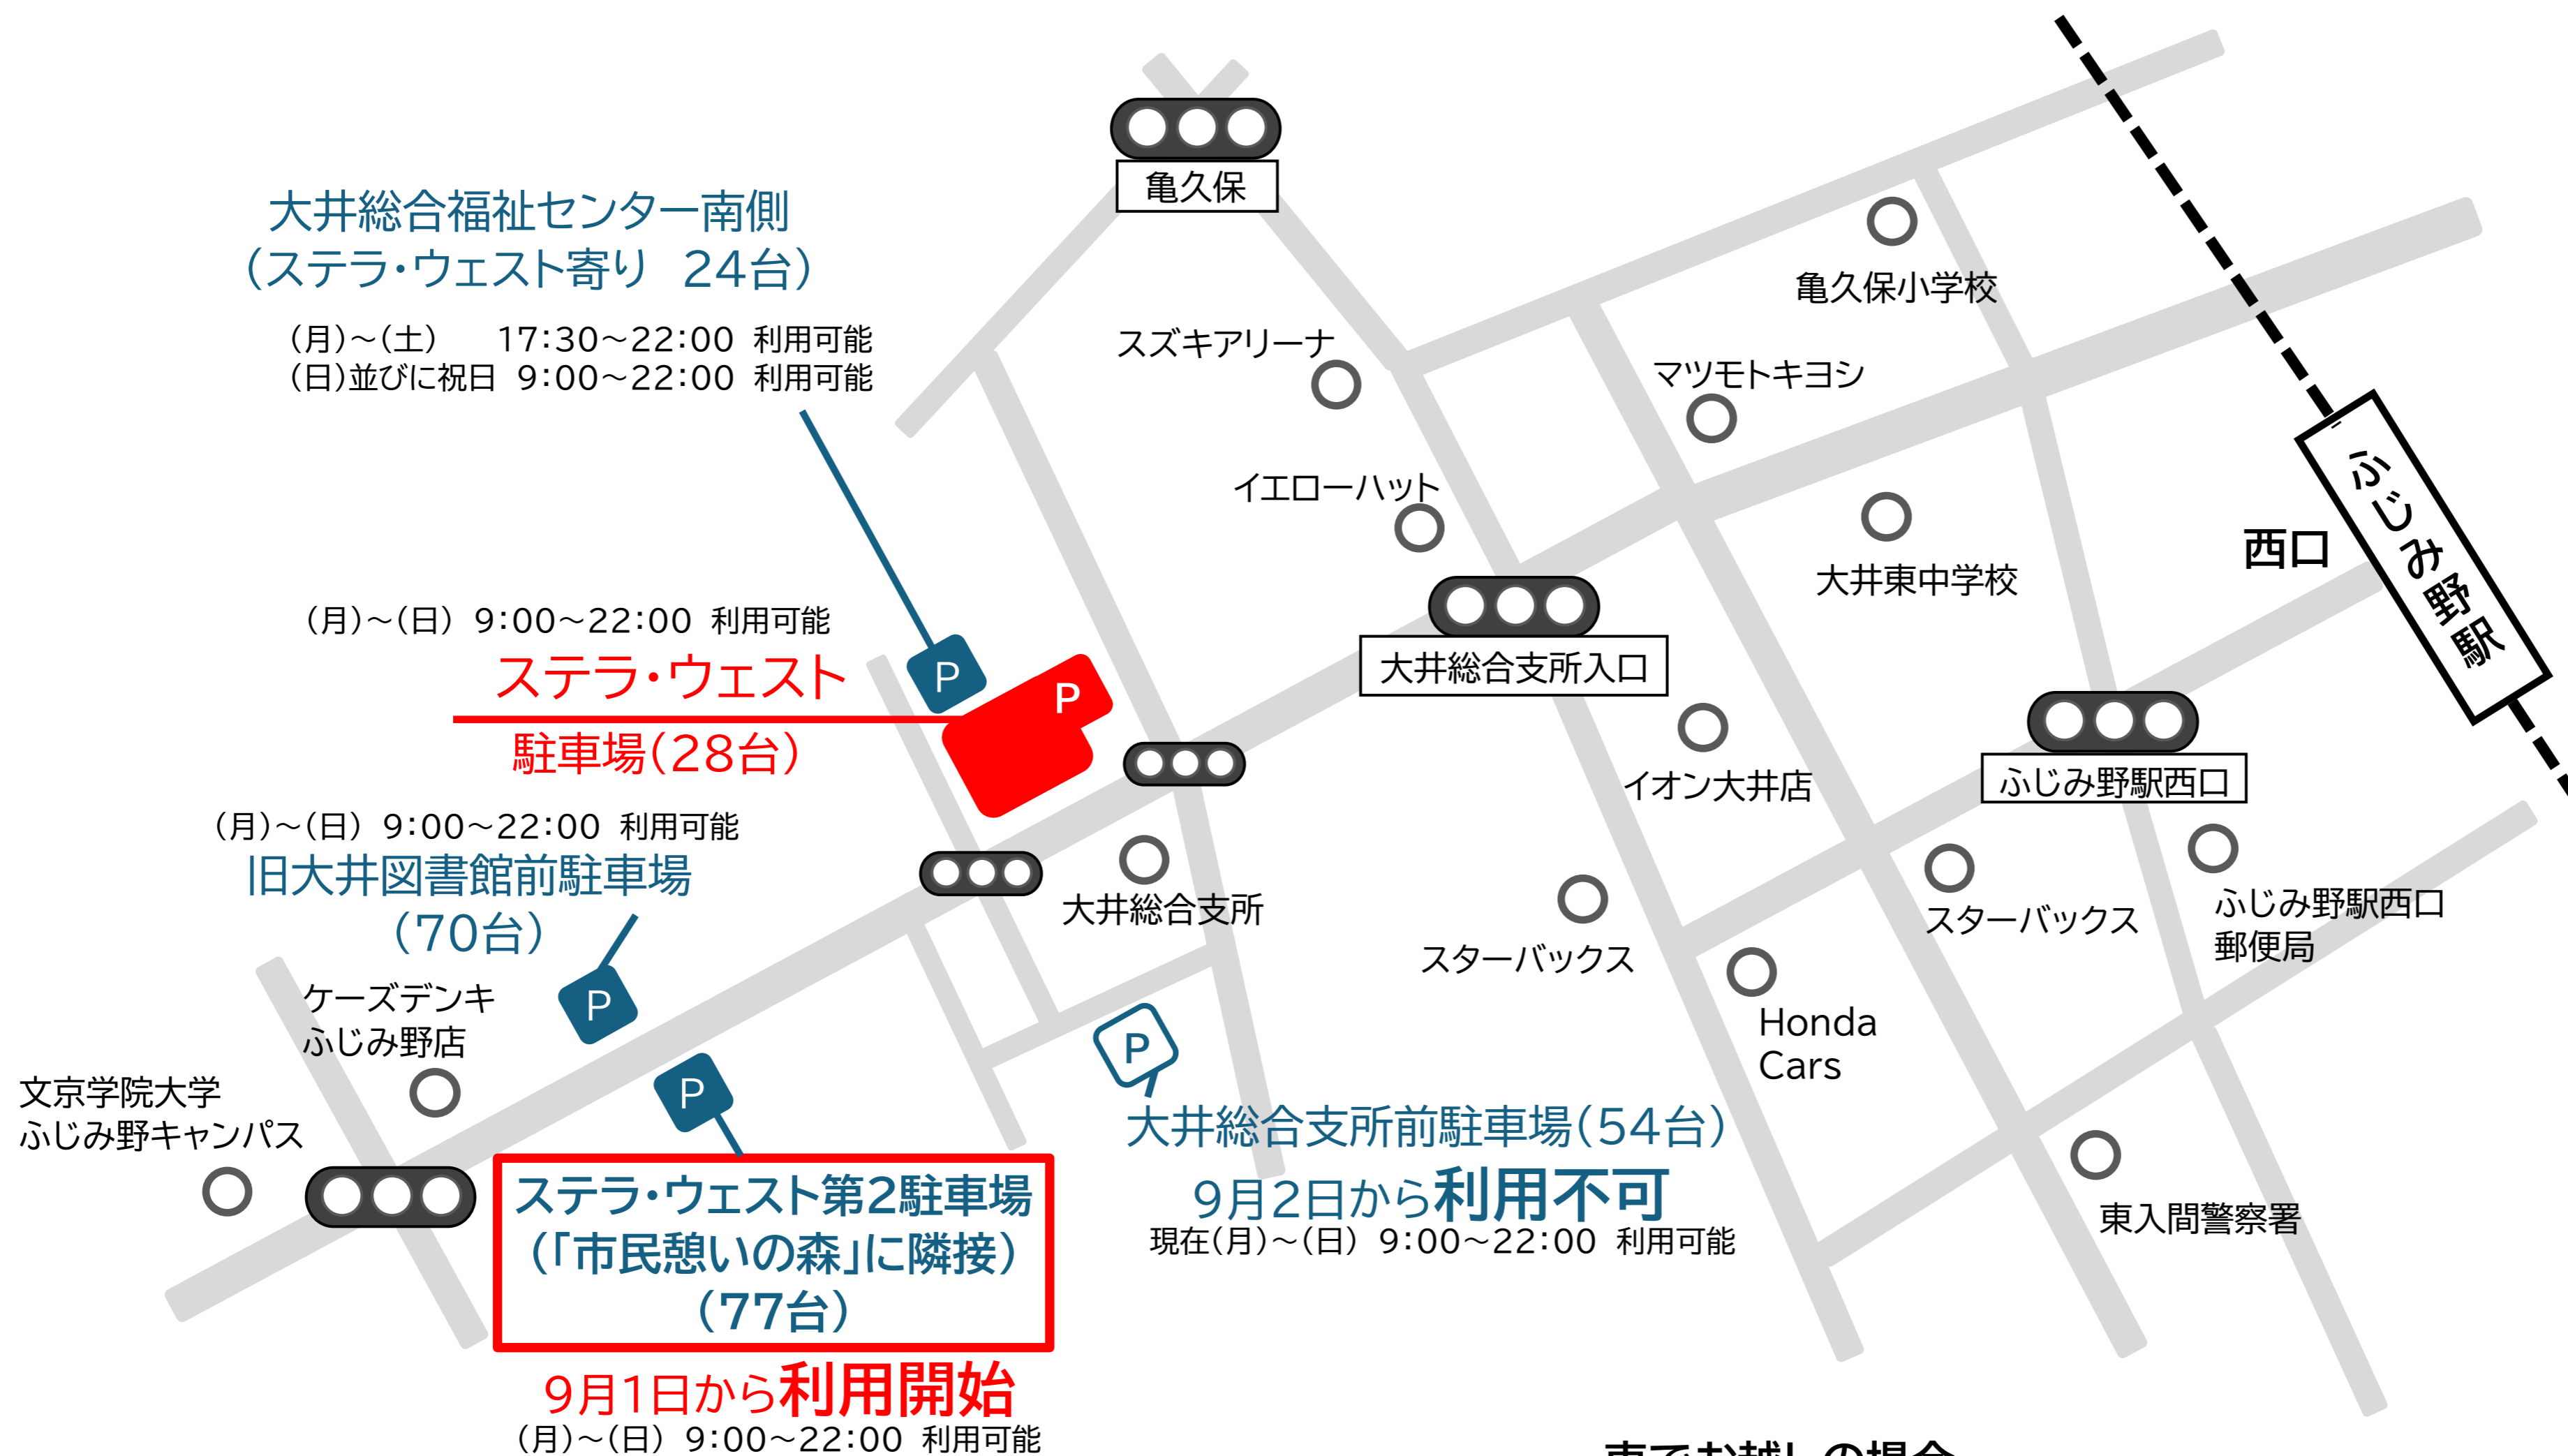 亀久保
大井総合福祉センター南側
(ステラ・ウェスト寄り 24台)
(月)~(土) 17:30~22:00 利用可能
(日)並びに祝日 9:00~22:00 利用可能
亀久保小学校
スズキアリーナ
マツモトキヨシ
イエローハット
ふじみ野駅
西口
大井東中学校
(月)~(日) 9:00~22:00 利用可能
ステラ・ウェスト
駐車場(28台)
P
P
大井総合支所入口
イオン大井店
ふじみ野駅西口
(月)~(日) 9:00~22:00 利用可能
旧大井図書館前駐車場
(70台)
P
大井総合支所
スターバックス
スターバックス
ふじみ野駅西口
郵便局
ケーズデンキ
ふじみ野店
Honda
Cars
文京学院大学
ふじみ野キャンパス
P
P
大井総合支所前駐車場(54台)
9月2日から利用不可
現在(月)~(日) 9:00~22:00 利用可能
東入間警察署
ステラ・ウェスト第2駐車場
(「市民憩いの森」に隣接)
(77台)
9月1日から利用開始
(月)~(日) 9:00~22:00 利用可能
車でお越しの場合